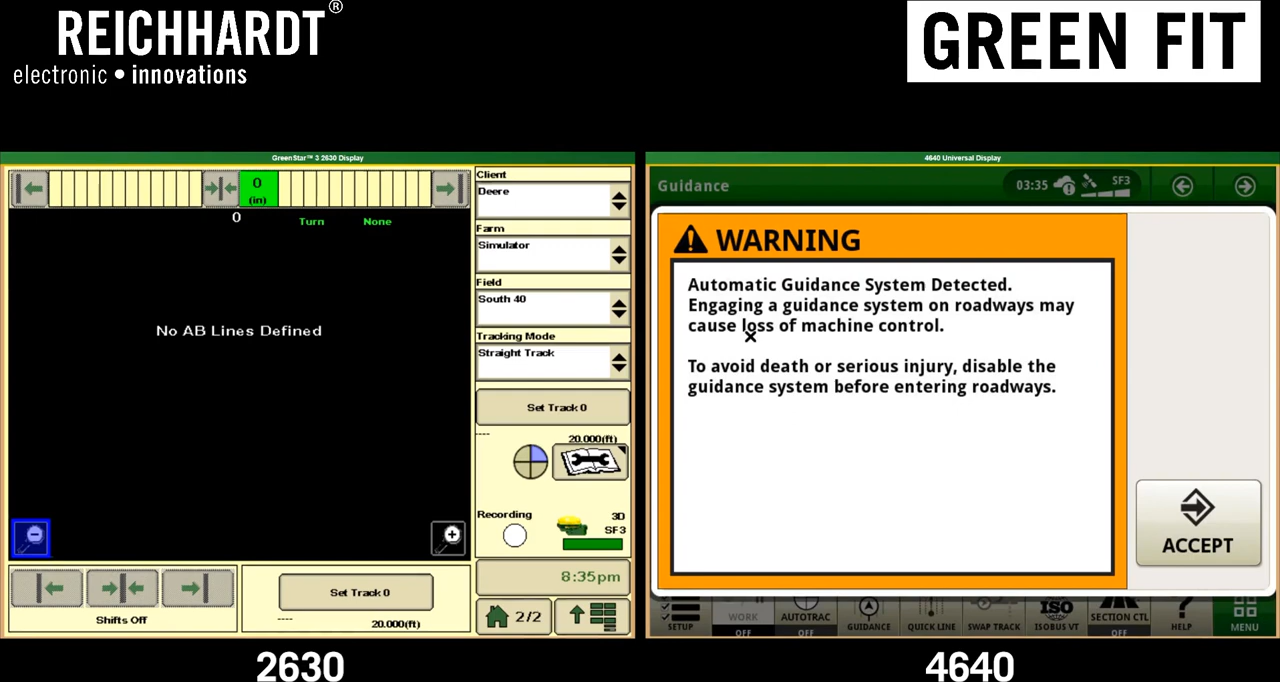 REICHHARDT®
electronic • innovations
GREEN FIT
GreenStar™ 3 2630 Display
0
(in)
0
Turn
None
No AB Lines Defined
Client
Deere
Farm
Simulator
Field
South 40
Tracking Mode
Straight Track
Set Track 0
----
20.000(ft)
Recording
3D
SF3
8:35pm
2/2
Shifts Off
Set Track 0
----
20.000(ft)
2630
4640 Universal Display
Guidance
03:35
SF3
WARNING
Automatic Guidance System Detected.
Engaging a guidance system on roadways may
cause loss of machine control.
To avoid death or serious injury, disable the
guidance system before entering roadways.
ACCEPT
SETUP
WORK
OFF
AUTOTRAC
OFF
GUIDANCE
QUICK LINE
SWAP TRACK
ISO
ISOBUS VT
SECTION CTL
OFF
HELP
MENU
4640